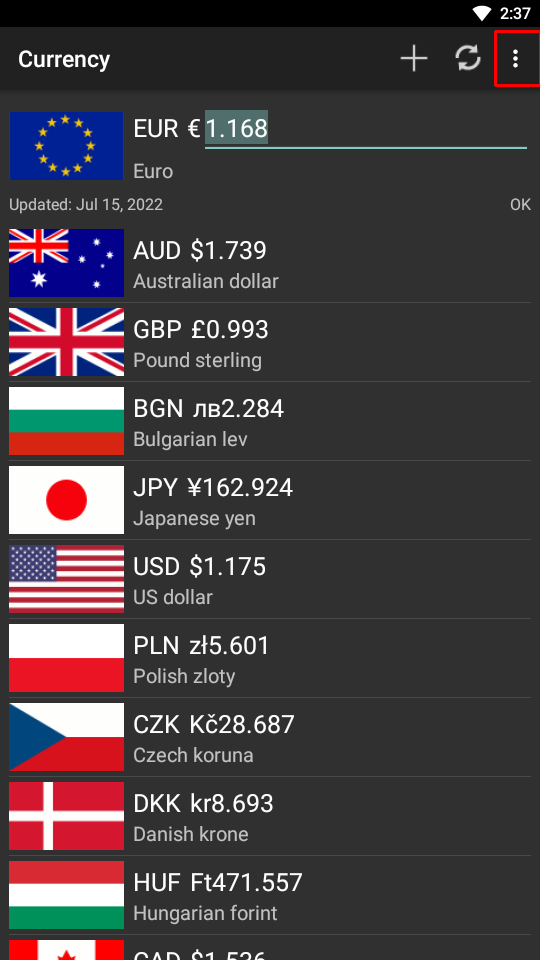 2:37
Currency
EUR € 1.168
Euro
Updated: Jul 15, 2022 OK
AUD $1.739
Australian dollar
GBP £0.993
Pound sterling
BGN лв2.284
Bulgarian lev
JPY ¥162.924
Japanese yen
USD $1.175
US dollar
PLN zł5.601
Polish zloty
CZK Kč28.687
Czech koruna
DKK kr8.693
Danish krone
HUF Ft471.557
Hungarian forint
CAD $1.536